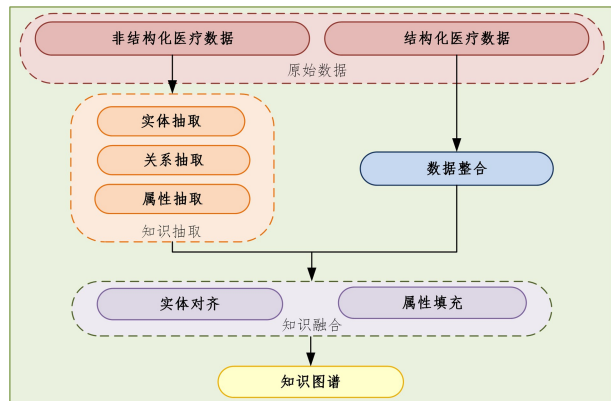 非结构化医疗数据
结构化医疗数据
原始数据
实体抽取
关系抽取
属性抽取
知识抽取
数据整合
实体对齐
属性填充
知识融合
知识图谱